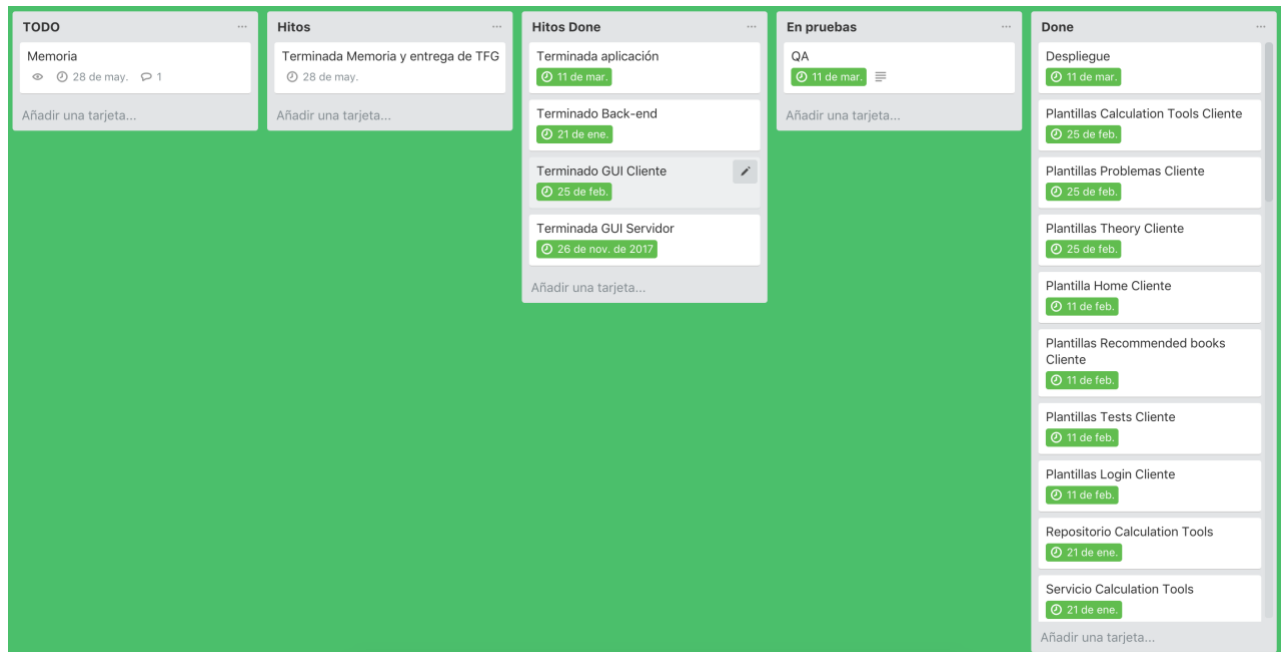 TODO
Memoria
28 de may. 1
Añadir una tarjeta...
Hitos
Terminada Memoria y entrega de TFG
28 de may.
Añadir una tarjeta...
Hitos Done
Terminada aplicación
11 de mar.
Terminado Back-end
21 de ene.
Terminado GUI Cliente
25 de feb.
Terminada GUI Servidor
26 de nov. de 2017
Añadir una tarjeta...
En pruebas
QA
11 de mar.
Añadir una tarjeta...
Done
Despliegue
11 de mar.
Plantillas Calculation Tools Cliente
25 de feb.
Plantillas Problemas Cliente
25 de feb.
Plantillas Theory Cliente
25 de feb.
Plantilla Home Cliente
11 de feb.
Plantillas Recommended books
Cliente
11 de feb.
Plantillas Tests Cliente
11 de feb.
Plantillas Login Cliente
11 de feb.
Repositorio Calculation Tools
21 de ene.
Servicio Calculation Tools
21 de ene.
Añadir una tarjeta...